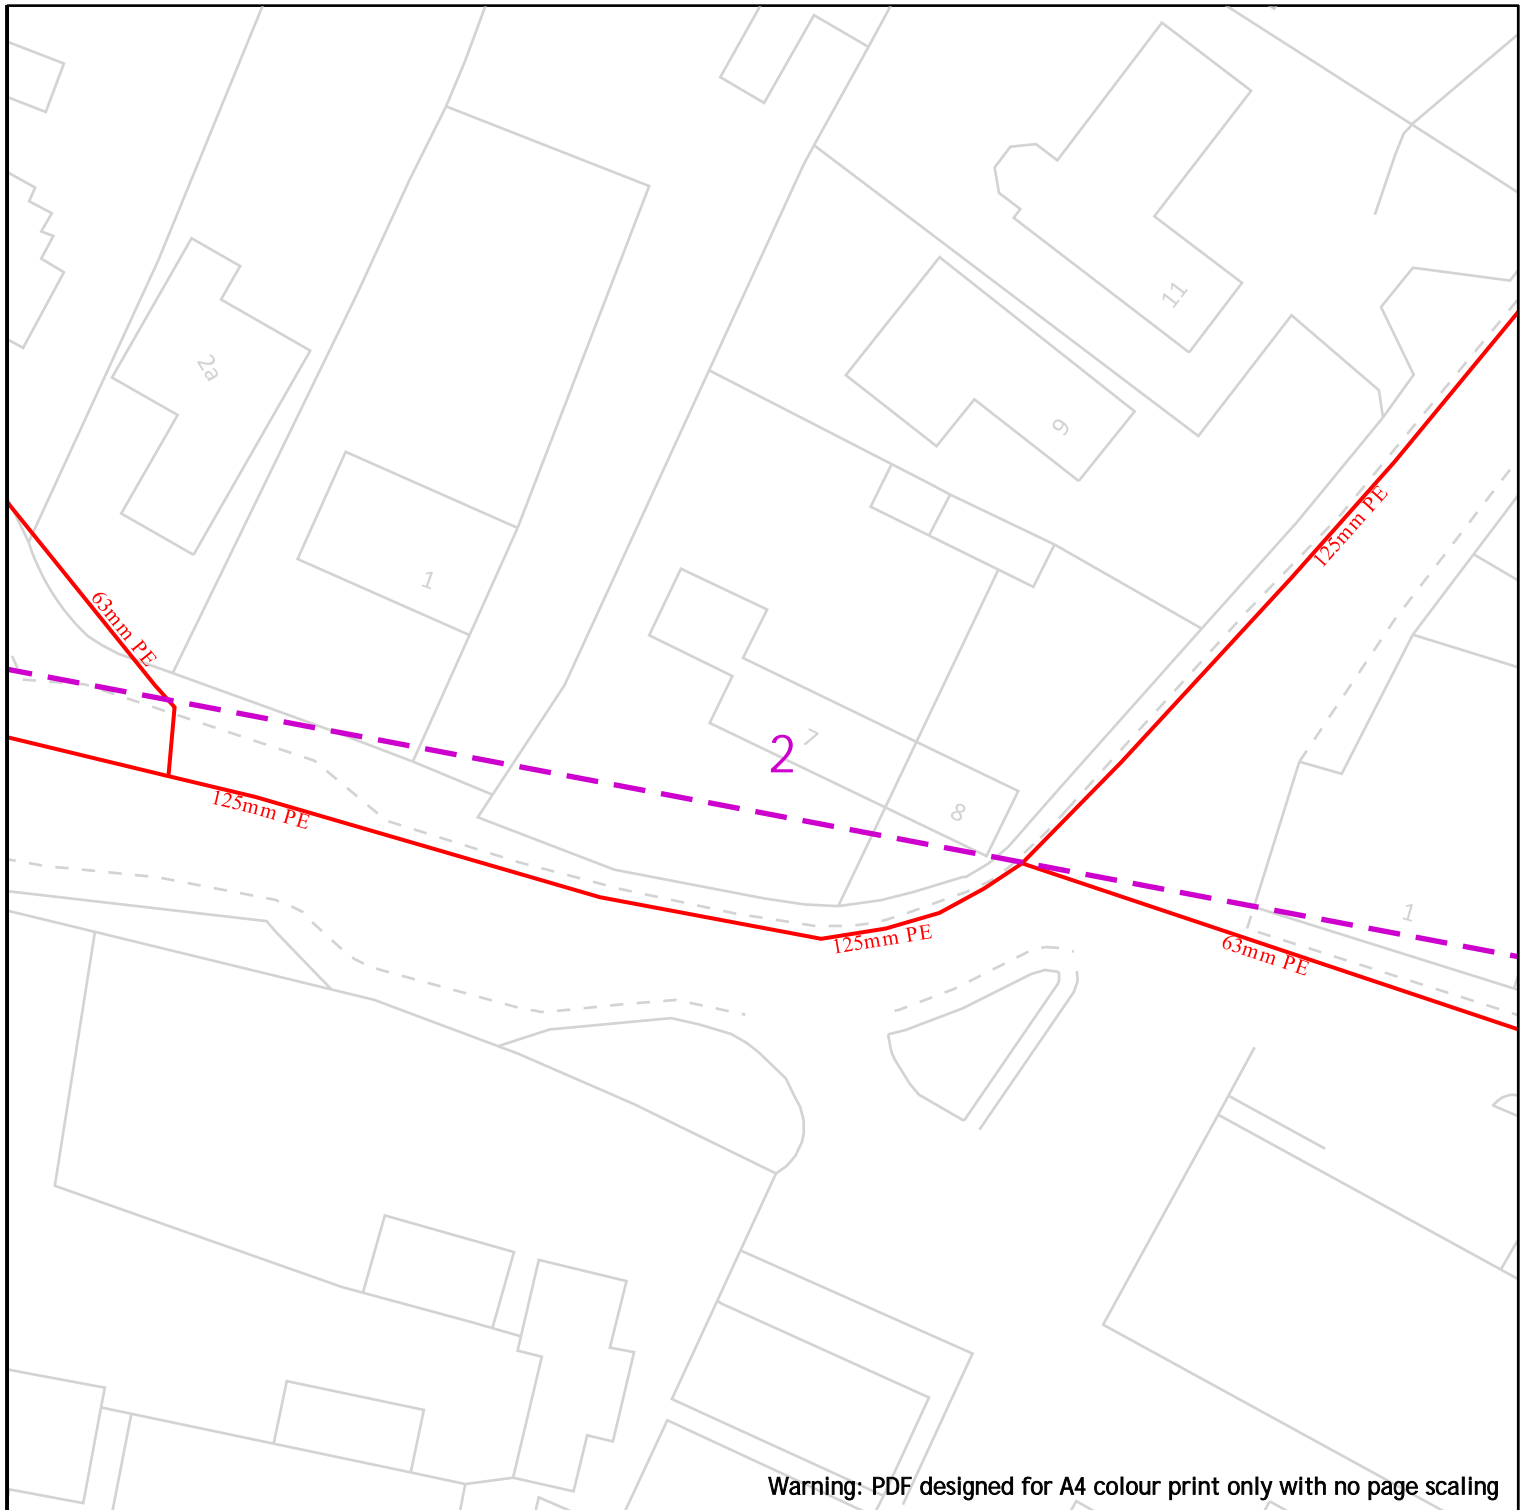 11
2a
9
1
125mm PE
63mm PE
7
2
8
125mm PE
125mm PE
1
63mm PE
Warning: PDF designed for A4 colour print only with no page scaling